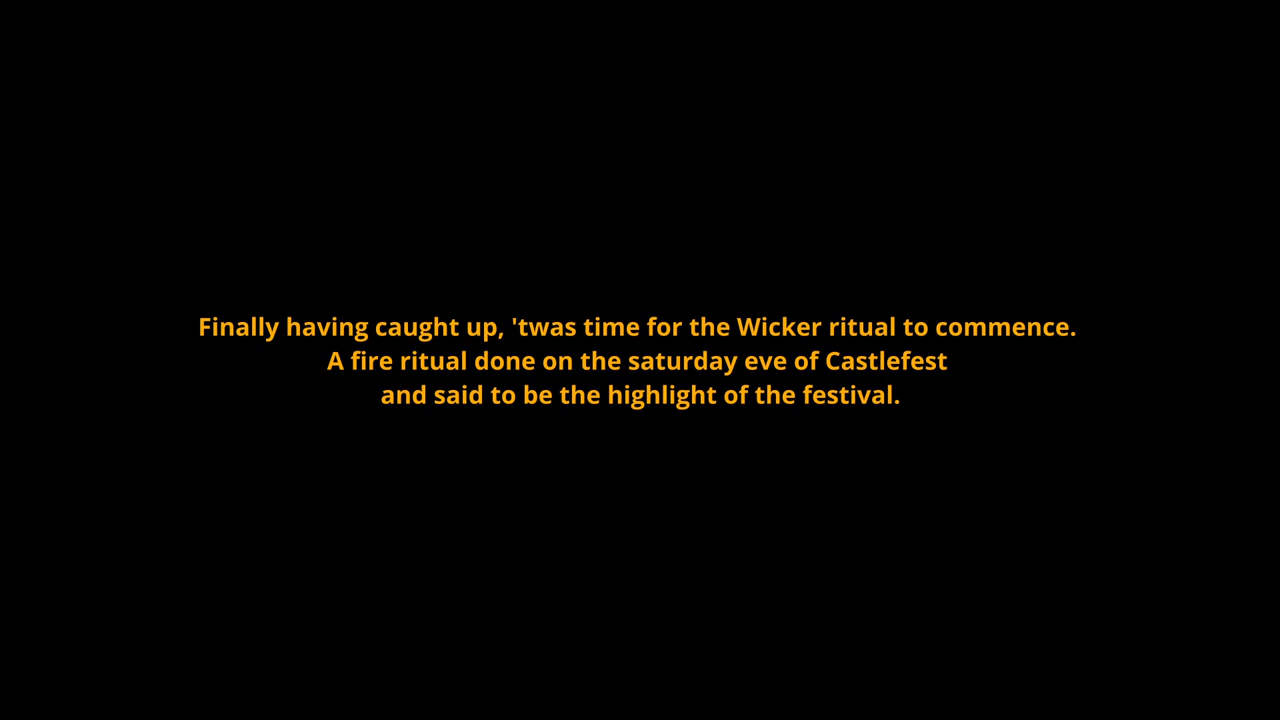 Finally having caught up, 'twas time for the Wicker ritual to commence.
A fire ritual done on the saturday eve of Castlefest
and said to be the highlight of the festival.